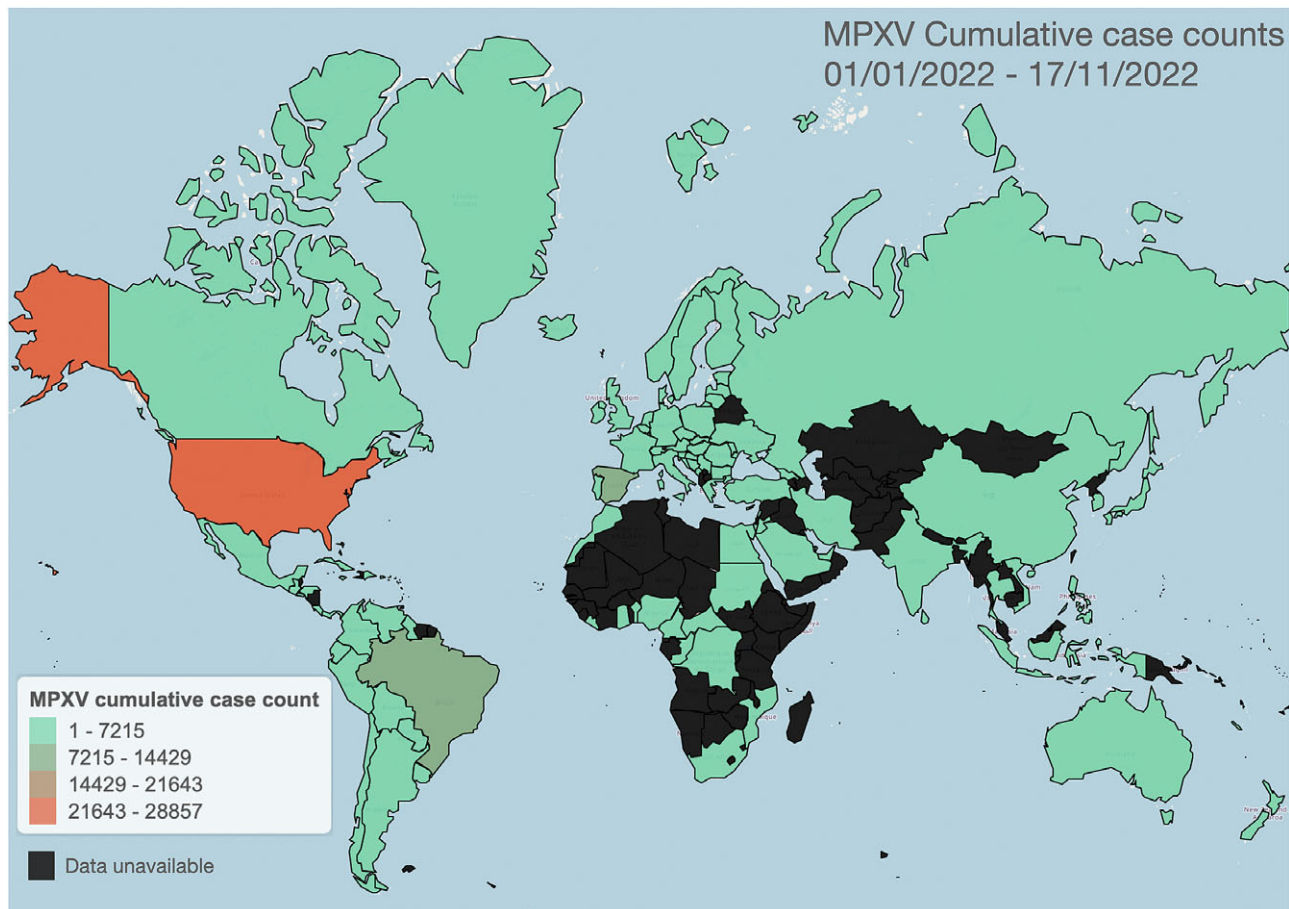 MPXV Cumulative case counts
01/01/2022 - 17/11/2022
MPXV cumulative case count
1 - 7215
7215 - 14429
14429 - 21643
21643 - 28857
Data unavailable